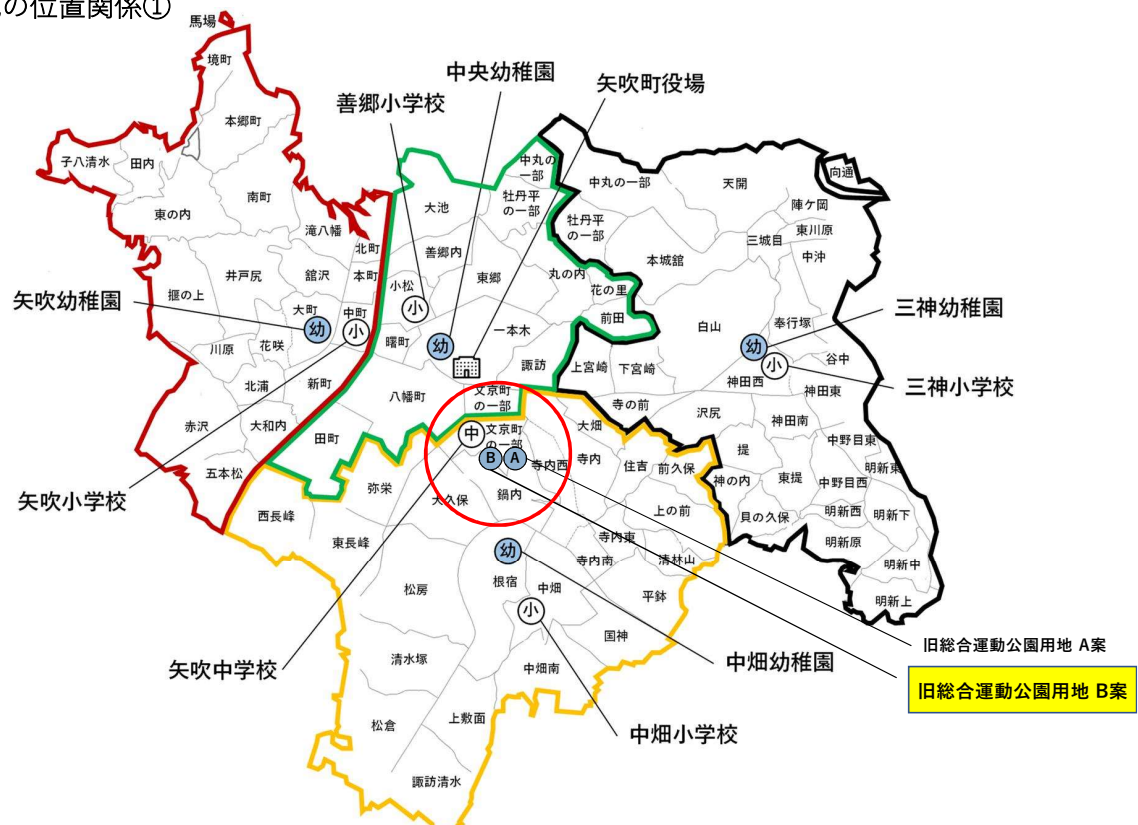 の位置関係①
馬場
境町
本郷町
子八清水
田内
南町
東の内
滝八幡
北町
井戸尻
舘沢
本町
堰の上
大町
中町
幼
小
川原
花咲
北浦
新町
赤沢
大和内
五本松
田町
矢吹幼稚園
矢吹小学校
善郷小学校
中央幼稚園
矢吹町役場
中丸の
一部
大池
牡丹平
の一部
善郷内
東郷
丸の内
小松
小
花の里
前田
曙町
幼
一本木
諏訪
八幡町
文京町
の一部
中丸の一部
天開
向通
陣ケ岡
牡丹平
の一部
三城目
東川原
中沖
本城舘
白山
奉行塚
幼
小
谷中
上宮崎
下宮崎
神田西
神田東
寺の前
沢尻
神田南
堤
中野目東
神の内
東堤
中野目西
明新東
貝の久保
明新西
明新下
明新原
明新中
明新上
三神幼稚園
三神小学校
中
文京町
の一部
B
A
寺内西
大畑
寺内
住吉
前久保
弥栄
大久保
鍋内
上の前
西長峰
東長峰
幼
寺内東
寺内南
清林山
松房
根宿
中畑
小
平鉢
国神
清水塚
中畑南
松倉
上敷面
諏訪清水
矢吹中学校
中畑幼稚園
中畑小学校
旧総合運動公園用地 A案
旧総合運動公園用地 B案